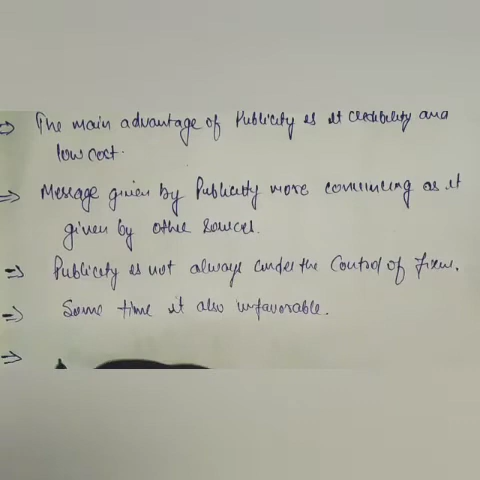 ⇒ The main advantage of Publicity is it credibility and
low cost.
⇒ Message given by Publicity more convincing as it
given by other sources.
⇒ Publicity is not always under the Control of firm.
⇒ Some time it also unfavorable.
⇒